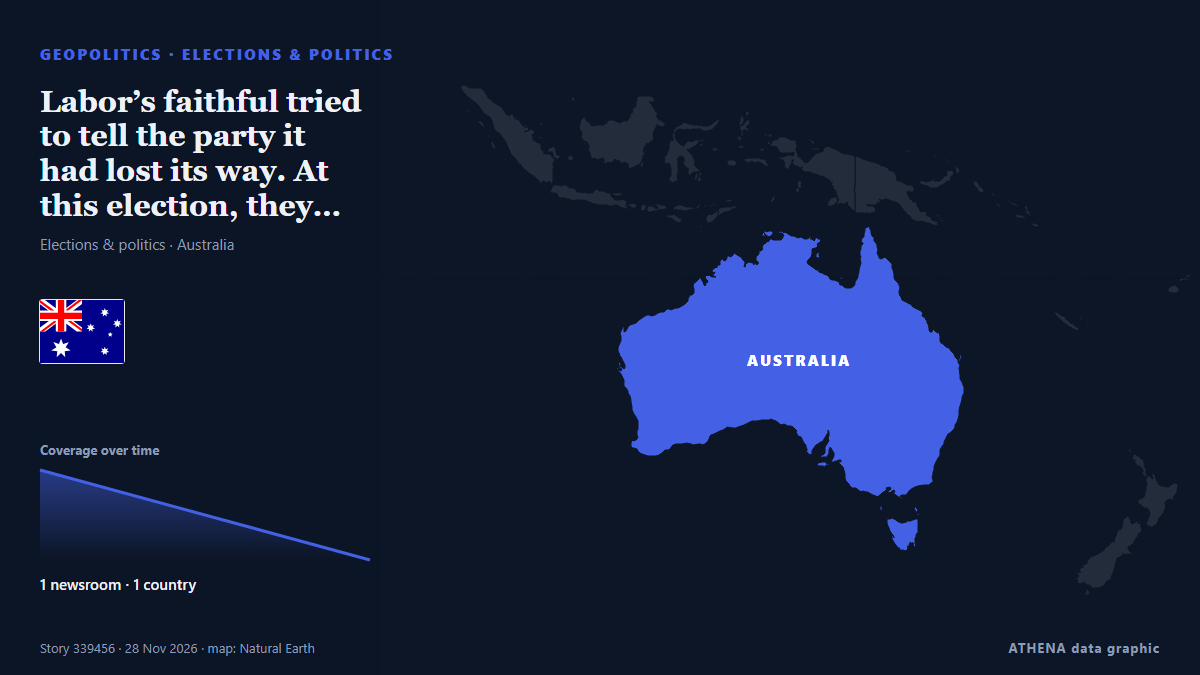 GEOPOLITICS · ELECTIONS & POLITICS
Labor’s faithful tried
to tell the party it
had lost its way. At
this election, they...
Elections & politics · Australia
AUSTRALIA
Coverage over time
1 newsroom · 1 country
Story 339456 · 28 Nov 2026 · map: Natural Earth
ATHENA data graphic